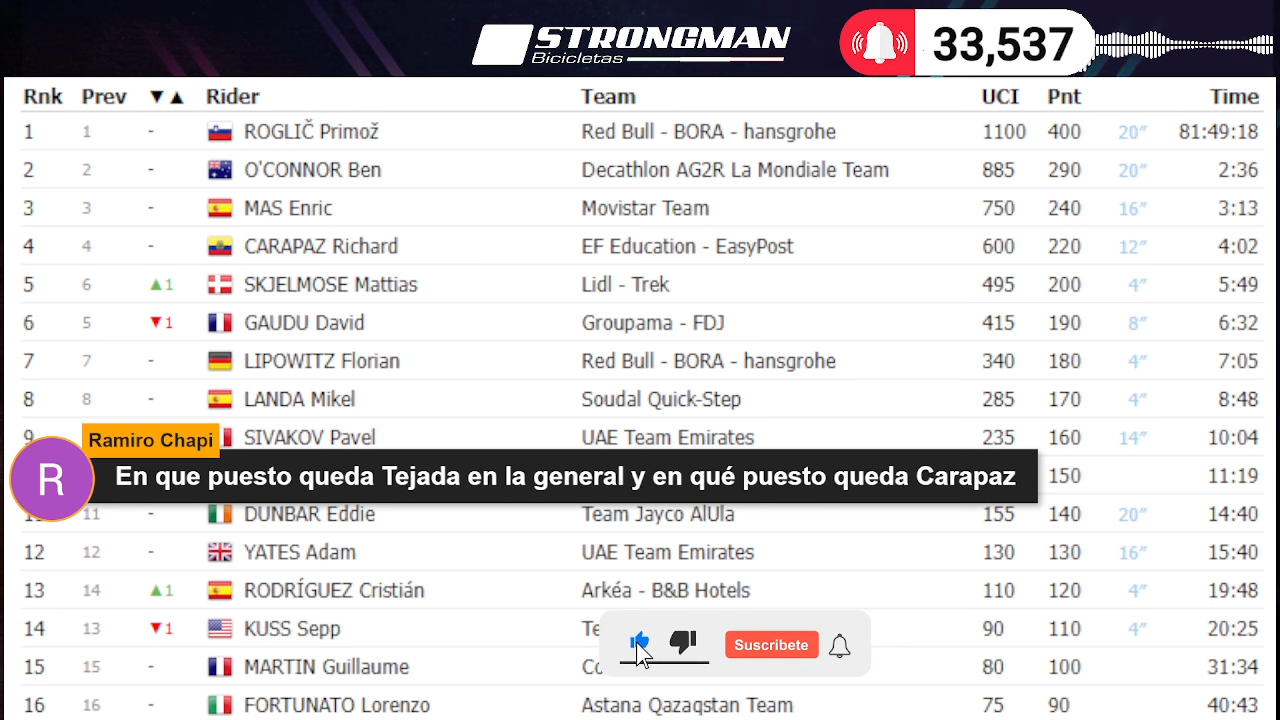 STRONGMAN
Bicicletas
33,537
Rnk Prev ▼▲ Rider Team UCI Pnt Time
1 1 - ROGLIČ Primož Red Bull - BORA - hansgrohe 1100 400 20″ 81:49:18
2 2 - O'CONNOR Ben Decathlon AG2R La Mondiale Team 885 290 20″ 2:36
3 3 - MAS Enric Movistar Team 750 240 16″ 3:13
4 4 - CARAPAZ Richard EF Education - EasyPost 600 220 12″ 4:02
5 6 ▲1 SKJELMOSE Mattias Lidl - Trek 495 200 4″ 5:49
6 5 ▼1 GAUDU David Groupama - FDJ 415 190 8″ 6:32
7 7 - LIPOWITZ Florian Red Bull - BORA - hansgrohe 340 180 4″ 7:05
8 8 - LANDA Mikel Soudal Quick-Step 285 170 4″ 8:48
9 SIVAKOV Pavel UAE Team Emirates 235 160 14″ 10:04
Ramiro Chapi
R
En que puesto queda Tejada en la general y en qué puesto queda Carapaz
150 11:19
11 11 - DUNBAR Eddie Team Jayco AlUla 155 140 20″ 14:40
12 12 - YATES Adam UAE Team Emirates 130 130 16″ 15:40
13 14 ▲1 RODRÍGUEZ Cristián Arkéa - B&B Hotels 110 120 4″ 19:48
14 13 ▼1 KUSS Sepp 90 110 4″ 20:25
Suscribete
15 15 - MARTIN Guillaume 80 100 31:34
16 16 - FORTUNATO Lorenzo Astana Qazaqstan Team 75 90 40:43